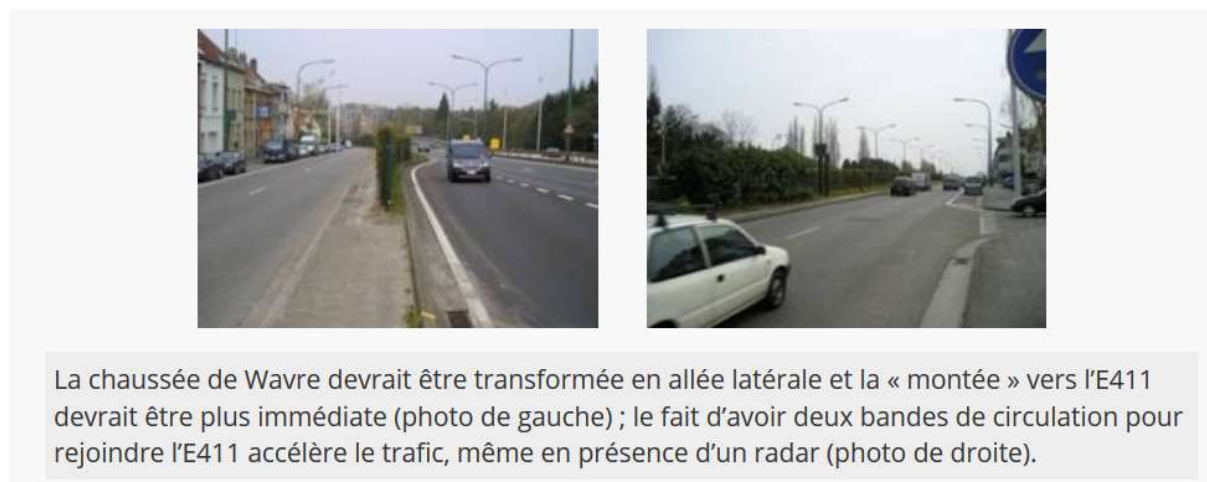 La chaussée de Wavre devrait être transformée en allée latérale et la « montée » vers l’E411
devrait être plus immédiate (photo de gauche) ; le fait d’avoir deux bandes de circulation pour
rejoindre l’E411 accélère le trafic, même en présence d’un radar (photo de droite).